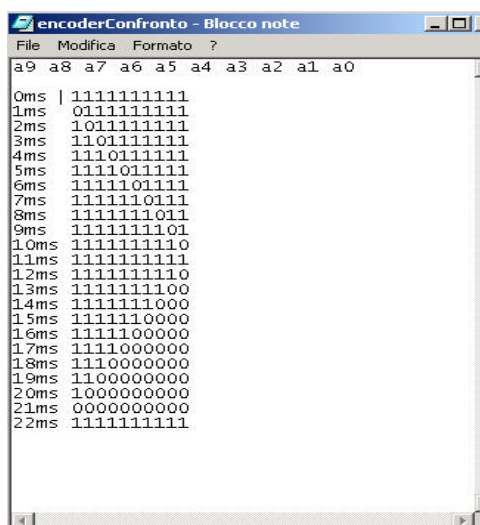 encoderConfronto - Blocco note
File Modifica Formato ?
a9 a8 a7 a6 a5 a4 a3 a2 a1 a0
0ms | 1111111111
1ms 0111111111
2ms 1011111111
3ms 1101111111
4ms 1110111111
5ms 1111011111
6ms 1111101111
7ms 1111110111
8ms 1111111011
9ms 1111111101
10ms 1111111110
11ms 1111111111
12ms 1111111110
13ms 1111111100
14ms 1111111000
15ms 1111110000
16ms 1111100000
17ms 1111000000
18ms 1110000000
19ms 1100000000
20ms 1000000000
21ms 0000000000
22ms 1111111111